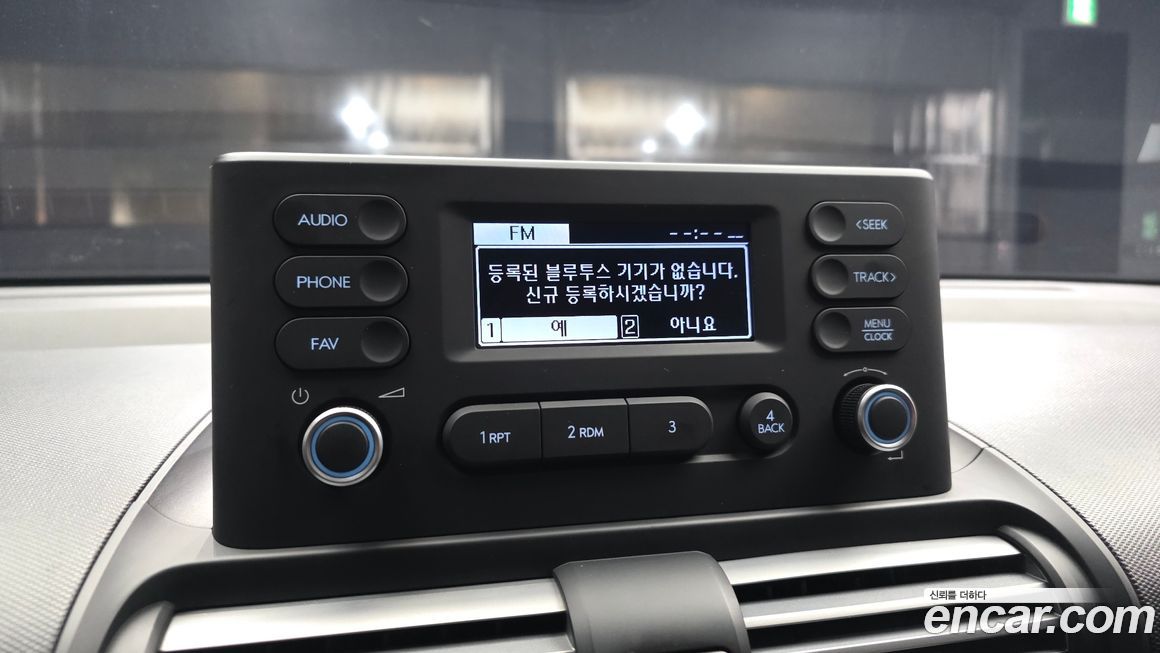 AUDIO
PHONE
FAV
FM
--:--
등록된 블루투스 기기가 없습니다.
신규 등록하시겠습니까?
1 예 2 아니요
<SEEK
TRACK>
MENU
CLOCK
1 RPT
2 RDM
3
4
BACK
신뢰를 더하다
encar.com